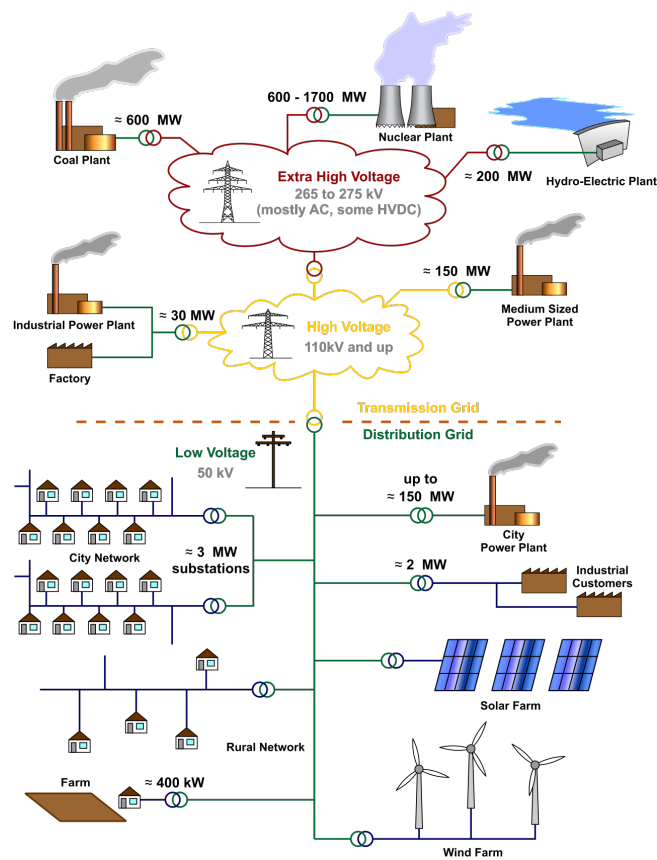 ≈ 600 MW
Coal Plant
600 - 1700 MW
Nuclear Plant
≈ 200 MW
Hydro-Electric Plant
Extra High Voltage
265 to 275 kV
(mostly AC, some HVDC)
≈ 150 MW
Medium Sized
Power Plant
Industrial Power Plant
≈ 30 MW
Factory
High Voltage
110kV and up
Transmission Grid
Distribution Grid
Low Voltage
50 kV
up to
≈ 150 MW
City
Power Plant
City Network
≈ 3 MW
substations
≈ 2 MW
Industrial
Customers
Solar Farm
Rural Network
Farm
≈ 400 kW
Wind Farm